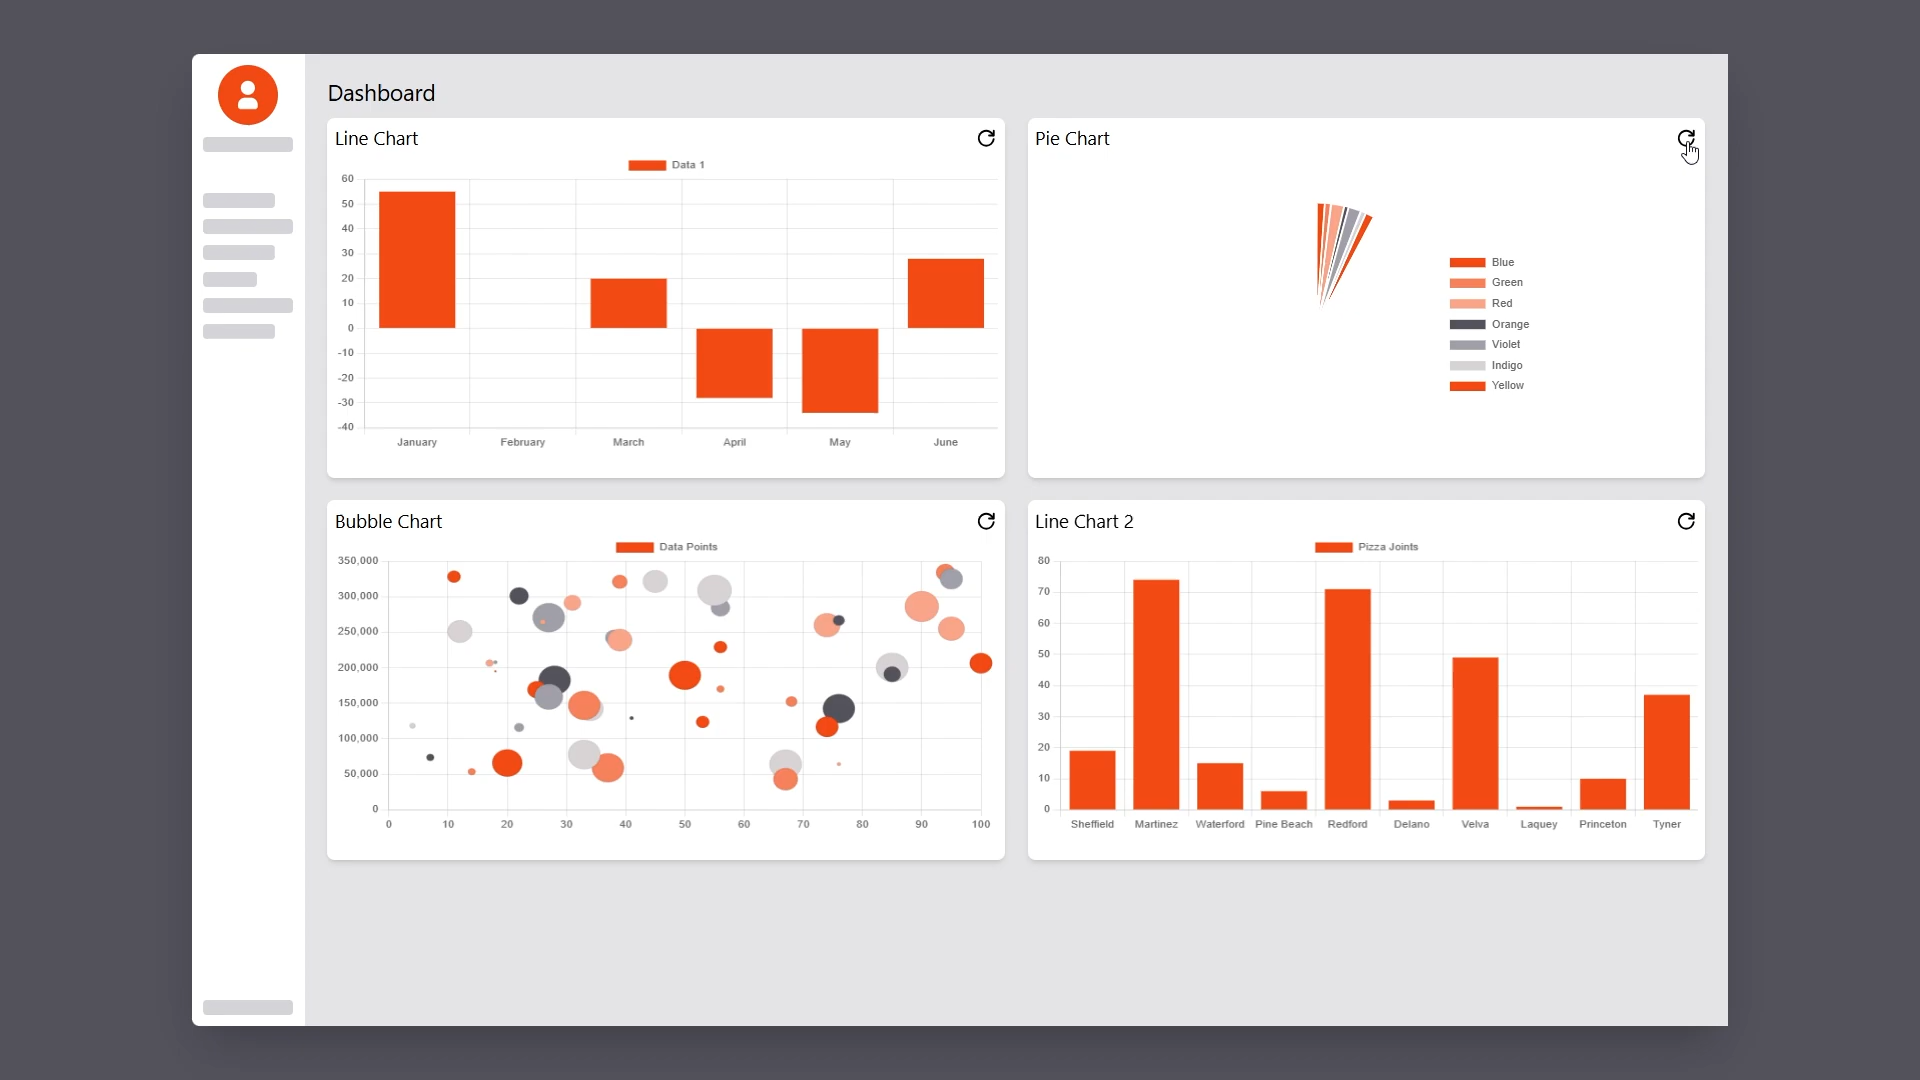 Dashboard
Line Chart
Data 1
60
50
40
30
20
10
0
-10
-20
-30
-40
January February March April May June
Pie Chart
Blue
Green
Red
Orange
Violet
Indigo
Yellow
Bubble Chart
Data Points
350,000
300,000
250,000
200,000
150,000
100,000
50,000
0
0 10 20 30 40 50 60 70 80 90 100
Line Chart 2
Pizza Joints
80
70
60
50
40
30
20
10
0
Sheffield Martinez Waterford Pine Beach Redford Delano Velva Laquey Princeton Tyner